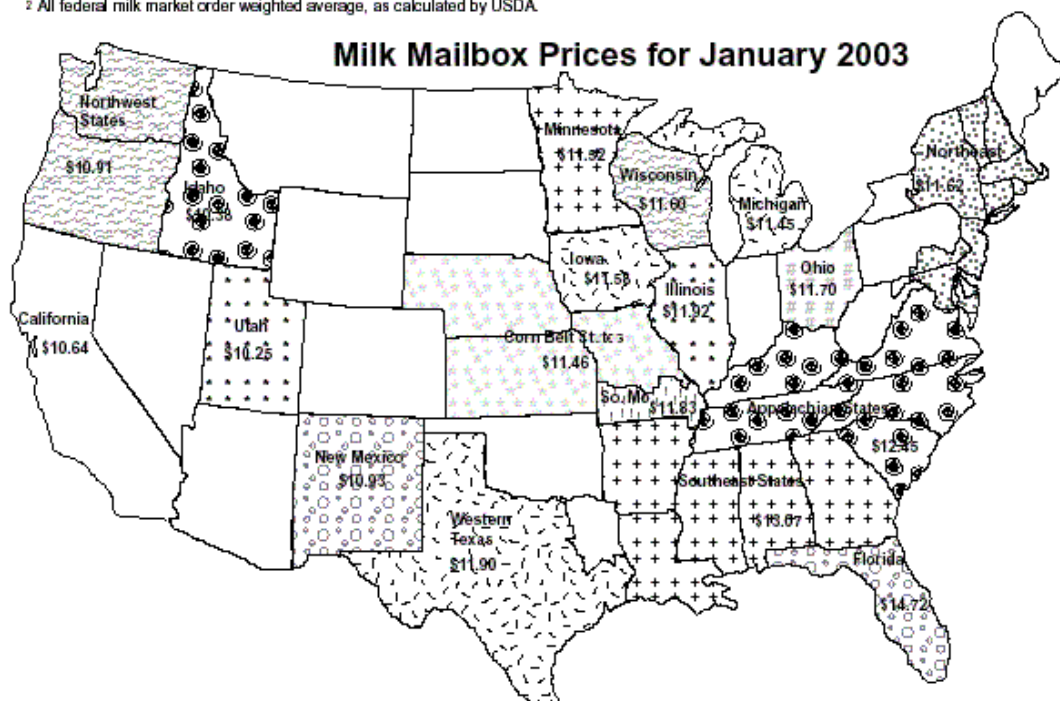 ² All federal milk market order weighted average, as calculated by USDA.
Milk Mailbox Prices for January 2003
Northwest
States
$10.91
Idaho
Minnesota
Wisconsin
$11.60
Michigan
$11.45
Northeast
$11.62
Iowa
$11.58
Illinois
$11.92
Ohio
$11.70
California
$10.64
Utah
$10.25
Corn Belt States
$11.46
So. Mo.
$11.83
Appalachian States
$12.45
New Mexico
$10.93
Southeast States
$13.07
Western
Texas
$11.90
Florida
$14.72